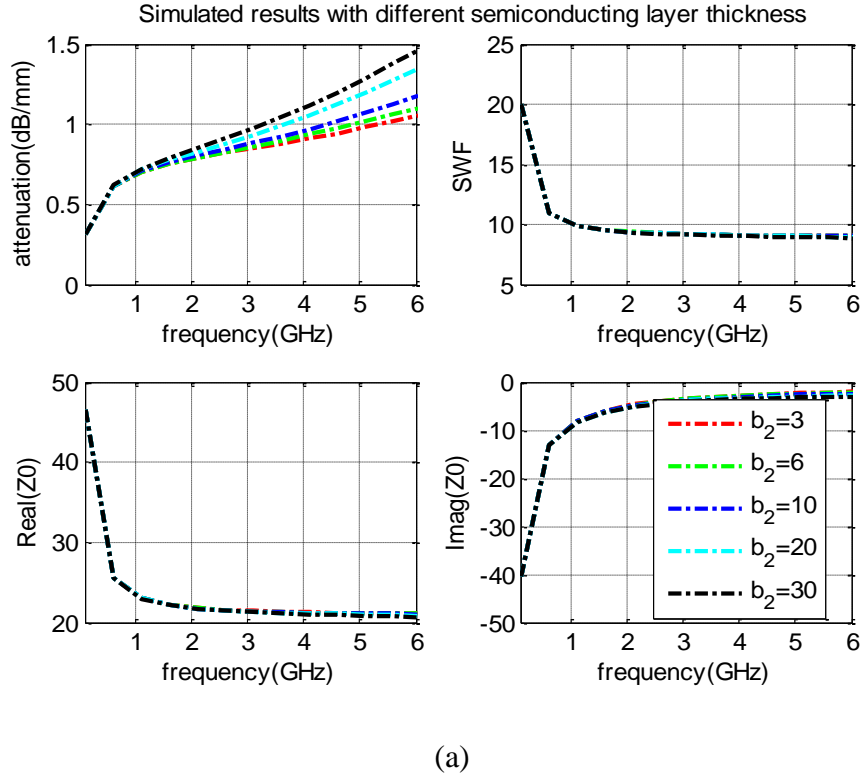 Simulated results with different semiconducting layer thickness
1.5
1
0.5
0
attenuation(dB/mm)
1 2 3 4 5 6
frequency(GHz)
25
20
15
10
5
SWF
1 2 3 4 5 6
frequency(GHz)
50
40
30
20
Real(Z0)
1 2 3 4 5 6
frequency(GHz)
0
-10
-20
-30
-40
-50
Imag(Z0)
1 2 3 4 5 6
frequency(GHz)
b2=3
b2=6
b2=10
b2=20
b2=30
(a)